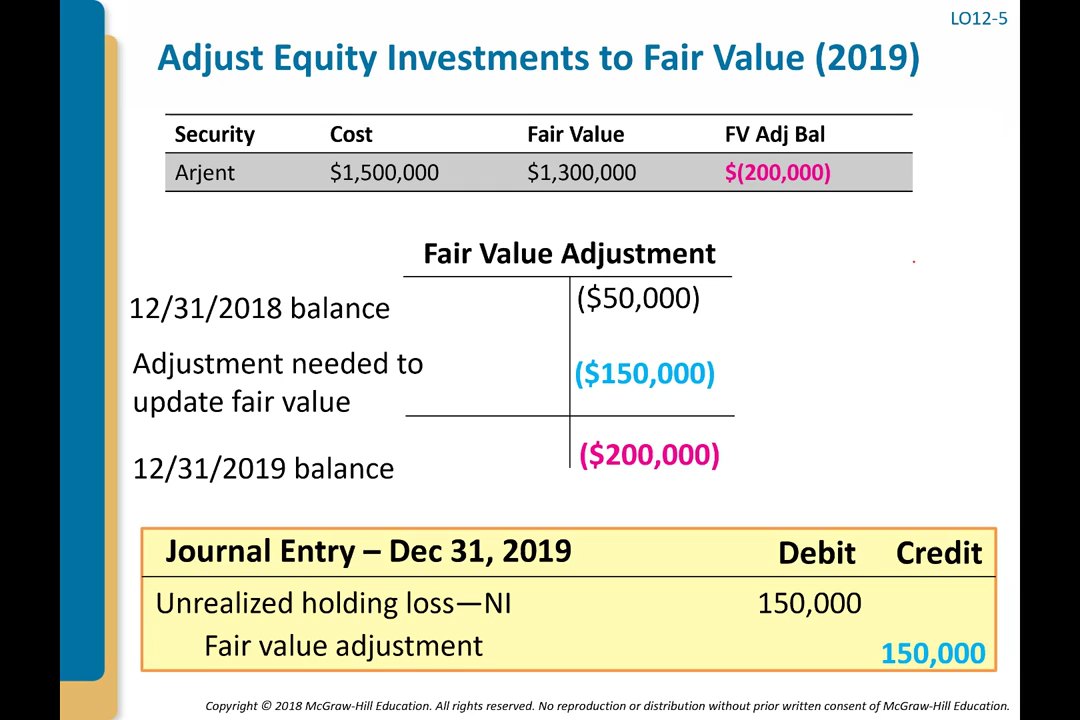 LO12-5
Adjust Equity Investments to Fair Value (2019)
Security Cost Fair Value FV Adj Bal
Arjent $1,500,000 $1,300,000 $(200,000)
Fair Value Adjustment
12/31/2018 balance ($50,000)
Adjustment needed to
update fair value ($150,000)
12/31/2019 balance ($200,000)
Journal Entry – Dec 31, 2019 Debit Credit
Unrealized holding loss—NI 150,000
Fair value adjustment 150,000
Copyright © 2018 McGraw-Hill Education. All rights reserved. No reproduction or distribution without prior written consent of McGraw-Hill Education.